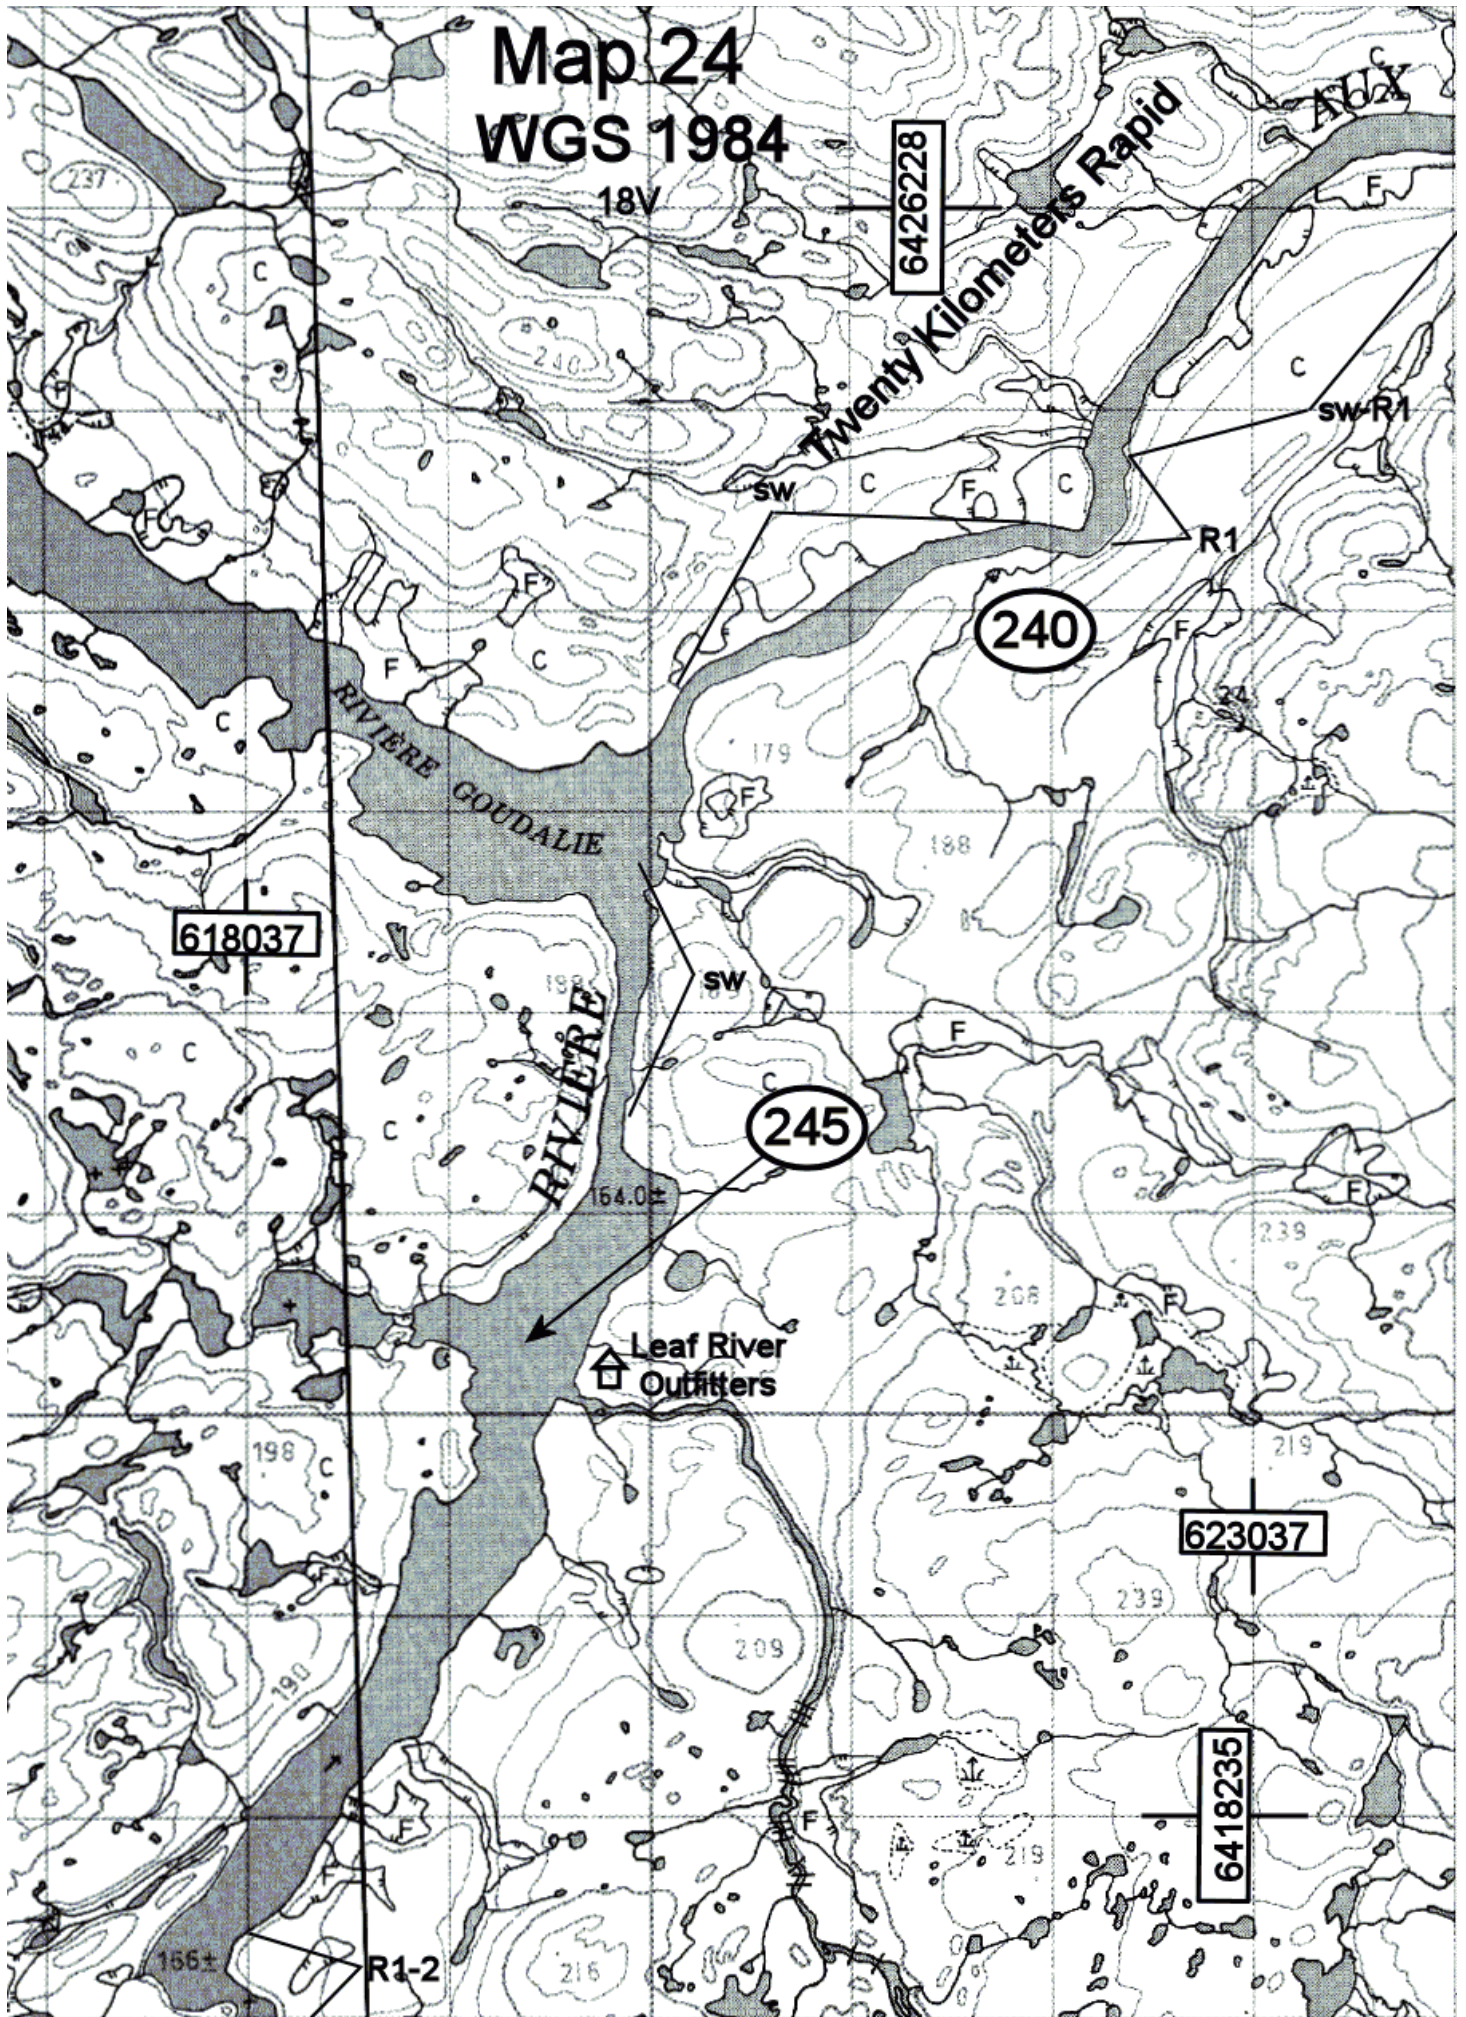 Map 24
WGS 1984
18V
6426228
Twenty Kilometers Rapid
AUX
C
F
237
C
240
C
F
sw-R1
sw
C
F
C
R1
F
F
240
F
C
F
F
C
24
RIVIÈRE GOUDALIE
179
F
188
618037
sw
RIVIÈRE
C
F
C
C
245
164.0±
F
239
208
F
Leaf River
Outfitters
198
C
219
623037
239
209
190
6418235
F
F
F
219
166±
R1-2
216